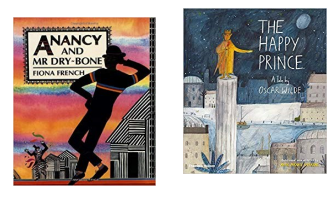 ANANCY
AND
MR DRY-BONE
FIONA FRENCH
THE
HAPPY
PRINCE
A tale by
OSCAR WILDE